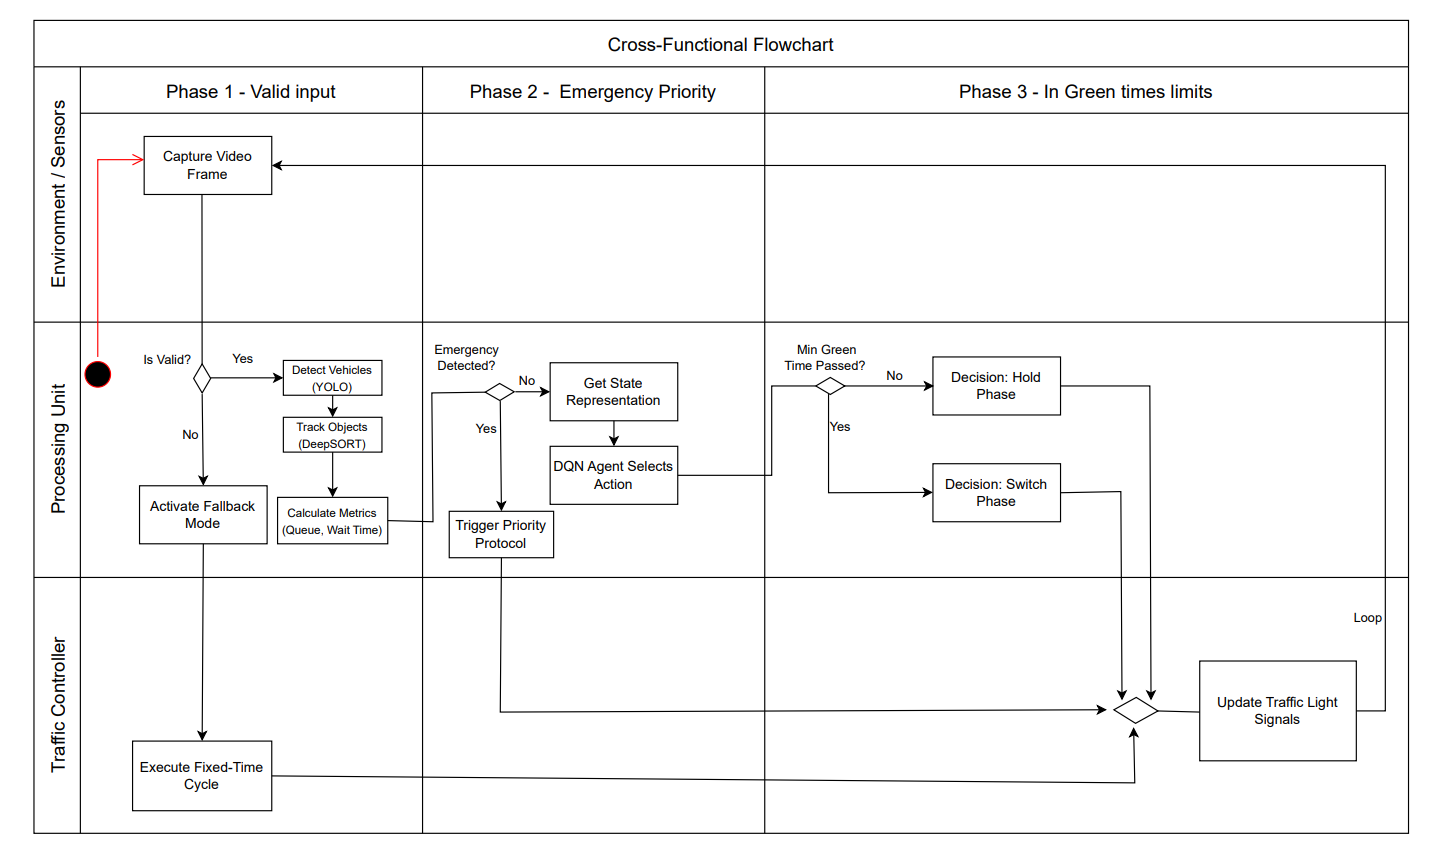 Cross-Functional Flowchart
Phase 1 - Valid input
Phase 2 -  Emergency Priority
Phase 3 - In Green times limits
Environment / Sensors
Capture Video
Frame
Processing Unit
Is Valid?
Yes
No
Detect Vehicles
(YOLO)
Track Objects
(DeepSORT)
Calculate Metrics
(Queue, Wait Time)
Activate Fallback
Mode
Emergency
Detected?
No
Yes
Get State
Representation
DQN Agent Selects
Action
Trigger Priority
Protocol
Min Green
Time Passed?
No
Yes
Decision: Hold
Phase
Decision: Switch
Phase
Traffic Controller
Execute Fixed-Time
Cycle
Update Traffic Light
Signals
Loop